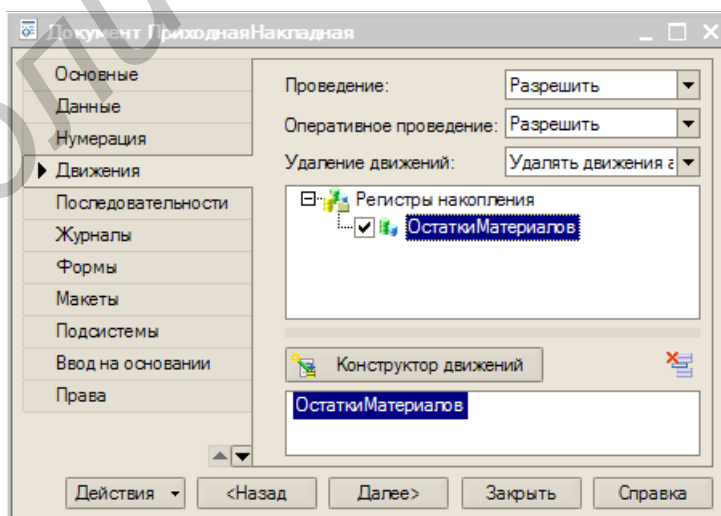 Документ ПриходнаяНакладная
Основные
Данные
Нумерация
Движения
Последовательности
Журналы
Формы
Макеты
Подсистемы
Ввод на основании
Права
Проведение: Разрешить
Оперативное проведение: Разрешить
Удаление движений: Удалять движения а
Регистры накопления
ОстаткиМатериалов
Конструктор движений
ОстаткиМатериалов
Действия <Назад Далее> Закрыть Справка